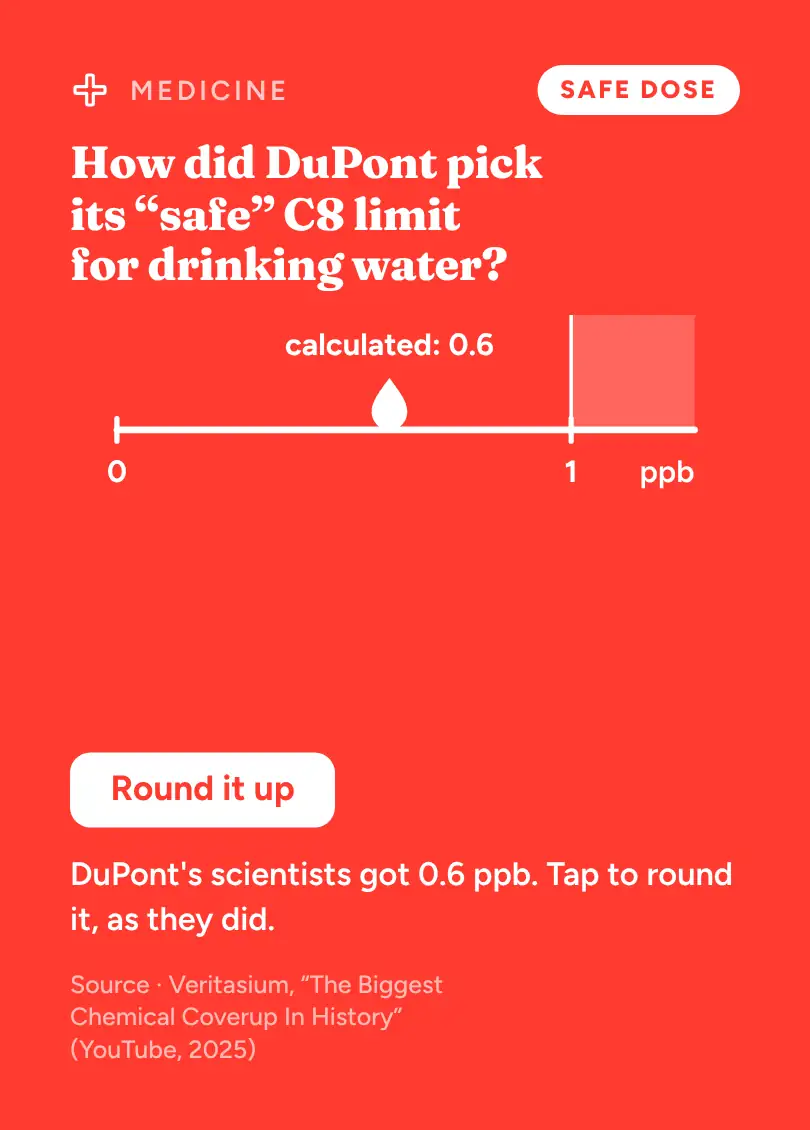 MEDICINE
SAFE DOSE
How did DuPont pick
its “safe” C8 limit
for drinking water?
calculated: 0.6
0
1
ppb
Round it up
DuPont's scientists got 0.6 ppb. Tap to round
it, as they did.
Source · Veritasium, “The Biggest
Chemical Coverup In History”
(YouTube, 2025)